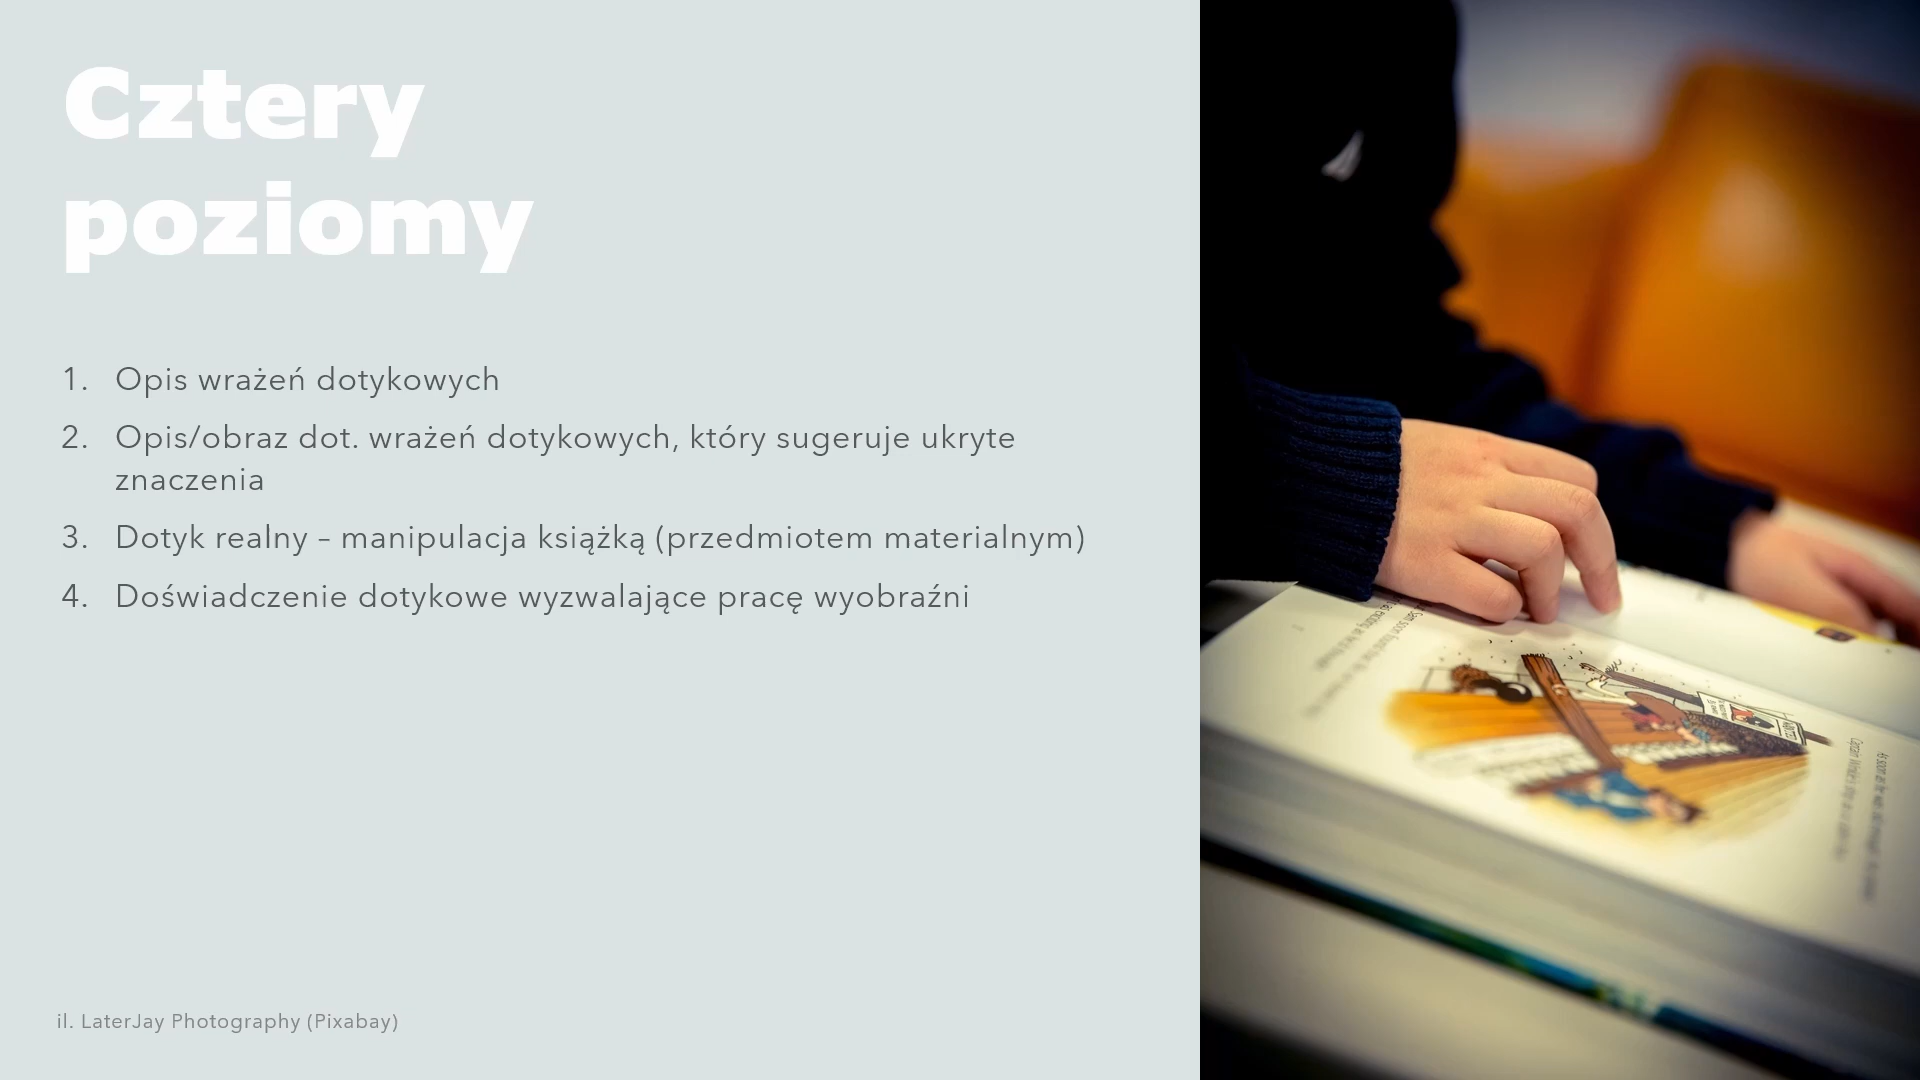 Cztery
poziomy
1. Opis wrażeń dotykowych
2. Opis/obraz dot. wrażeń dotykowych, który sugeruje ukryte
znaczenia
3. Dotyk realny – manipulacja książką (przedmiotem materialnym)
4. Doświadczenie dotykowe wyzwalające pracę wyobraźni
il. LaterJay Photography (Pixabay)